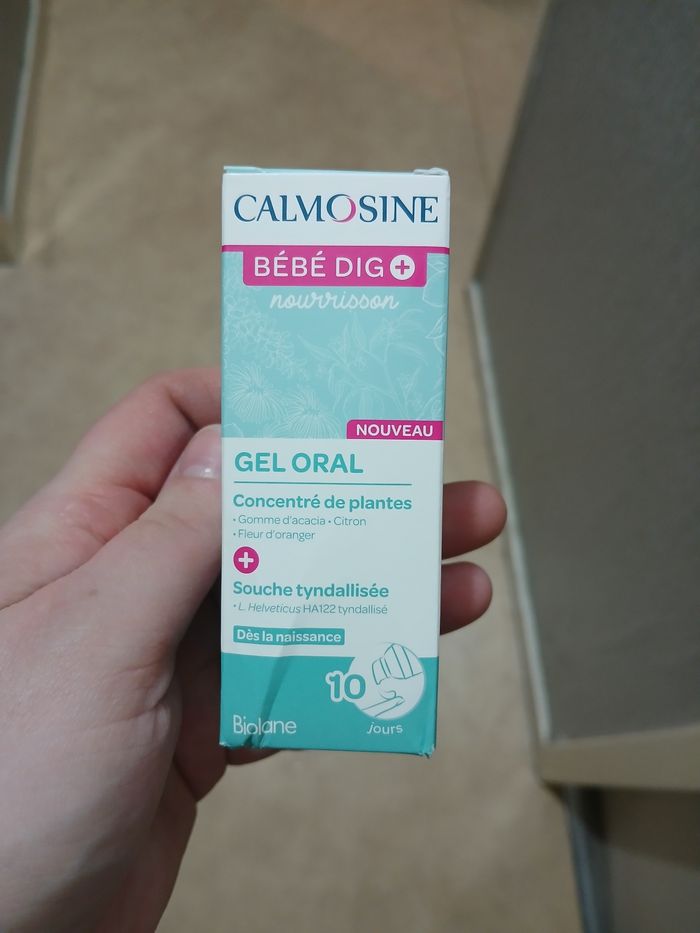 CALMOSINE
BÉBÉ DIG +
nourrisson
NOUVEAU
GEL ORAL
Concentré de plantes
• Gomme d'acacia • Citron
• Fleur d'oranger
+
Souche tyndallisée
• L. Helveticus HA122 tyndallisé
Dès la naissance
10
jours
Biolane